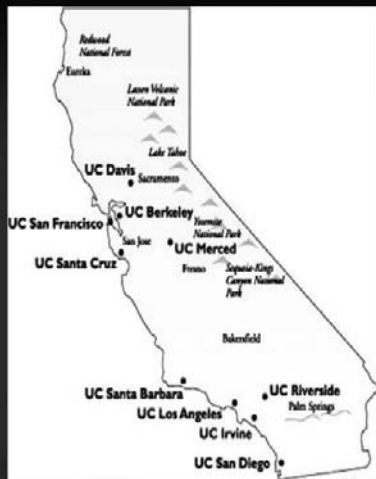 Redwood
National Forest
Eureka
Lassen Volcanic
National Park
Lake Tahoe
UC Davis
Sacramento
UC Berkeley
UC San Francisco
Yosemite
National Park
San Jose
UC Merced
UC Santa Cruz
Fresno
Sequoia-Kings
Canyon National
Park
Bakersfield
UC Santa Barbara
UC Riverside
UC Los Angeles
Palm Springs
UC Irvine
UC San Diego